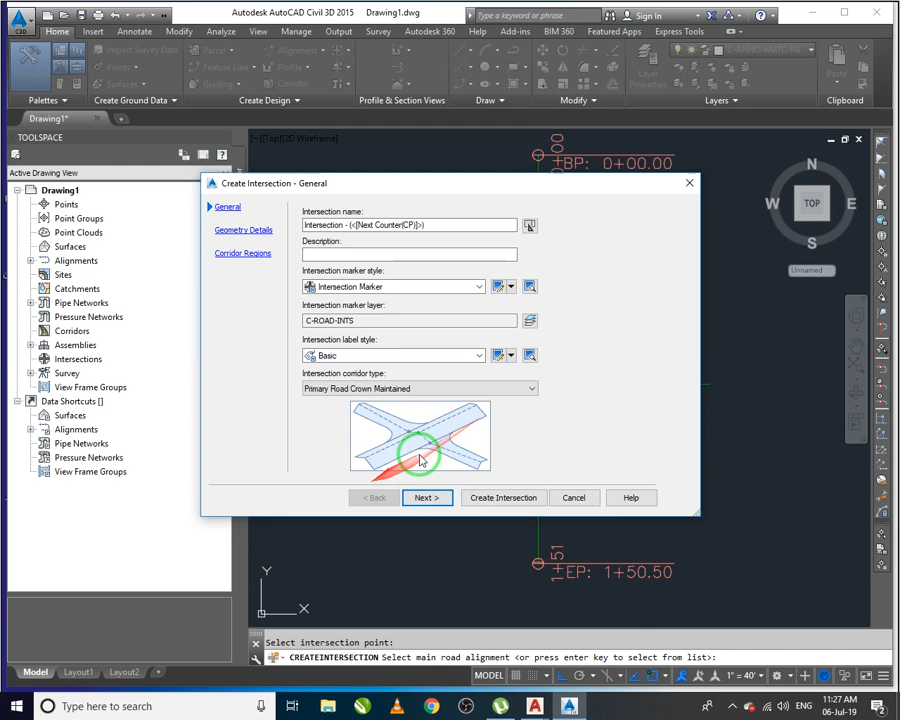 Autodesk AutoCAD Civil 3D 2015 Drawing1.dwg
Type a keyword or phrase
Sign In
C3D
Home Insert Annotate Modify Analyze View Manage Output Survey Autodesk 360 Help Add-ins BIM 360 Featured Apps Express Tools
Import Survey Data Parcel Alignment
Points Feature Line Profile
Surfaces Grading
Layer Properties
C-ANNO-MATC-PA
Paste
Palettes Create Ground Data Create Design Profile & Section Views Draw Modify Layers Clipboard
Drawing1*
TOOLSPACE
Active Drawing View
Drawing1
Points
Point Groups
Point Clouds
Surfaces
Alignments
Sites
Catchments
Pipe Networks
Pressure Networks
Corridors
Assemblies
Intersections
Survey
View Frame Groups
Data Shortcuts []
Surfaces
Alignments
Pipe Networks
Pressure Networks
View Frame Groups
[−][Top][2D Wireframe]
BP: 0+00.00
N
W TOP E
S
Unnamed
Create Intersection - General
General
Geometry Details
Corridor Regions
Intersection name:
Intersection - (<[Next Counter(CP)]>)
Description:
Intersection marker style:
Intersection Marker
Intersection marker layer:
C-ROAD-INTS
Intersection label style:
Basic
Intersection corridor type:
Primary Road Crown Maintained
< Back Next > Create Intersection Cancel Help
1+51
EP: 1+50.50
Y
X
Select intersection point:
CREATEINTERSECTION Select main road alignment <or press enter key to select from list>:
Model Layout1 Layout2 +
MODEL
1" = 40'
Type here to search
11:27 AM
06-Jul-19
2